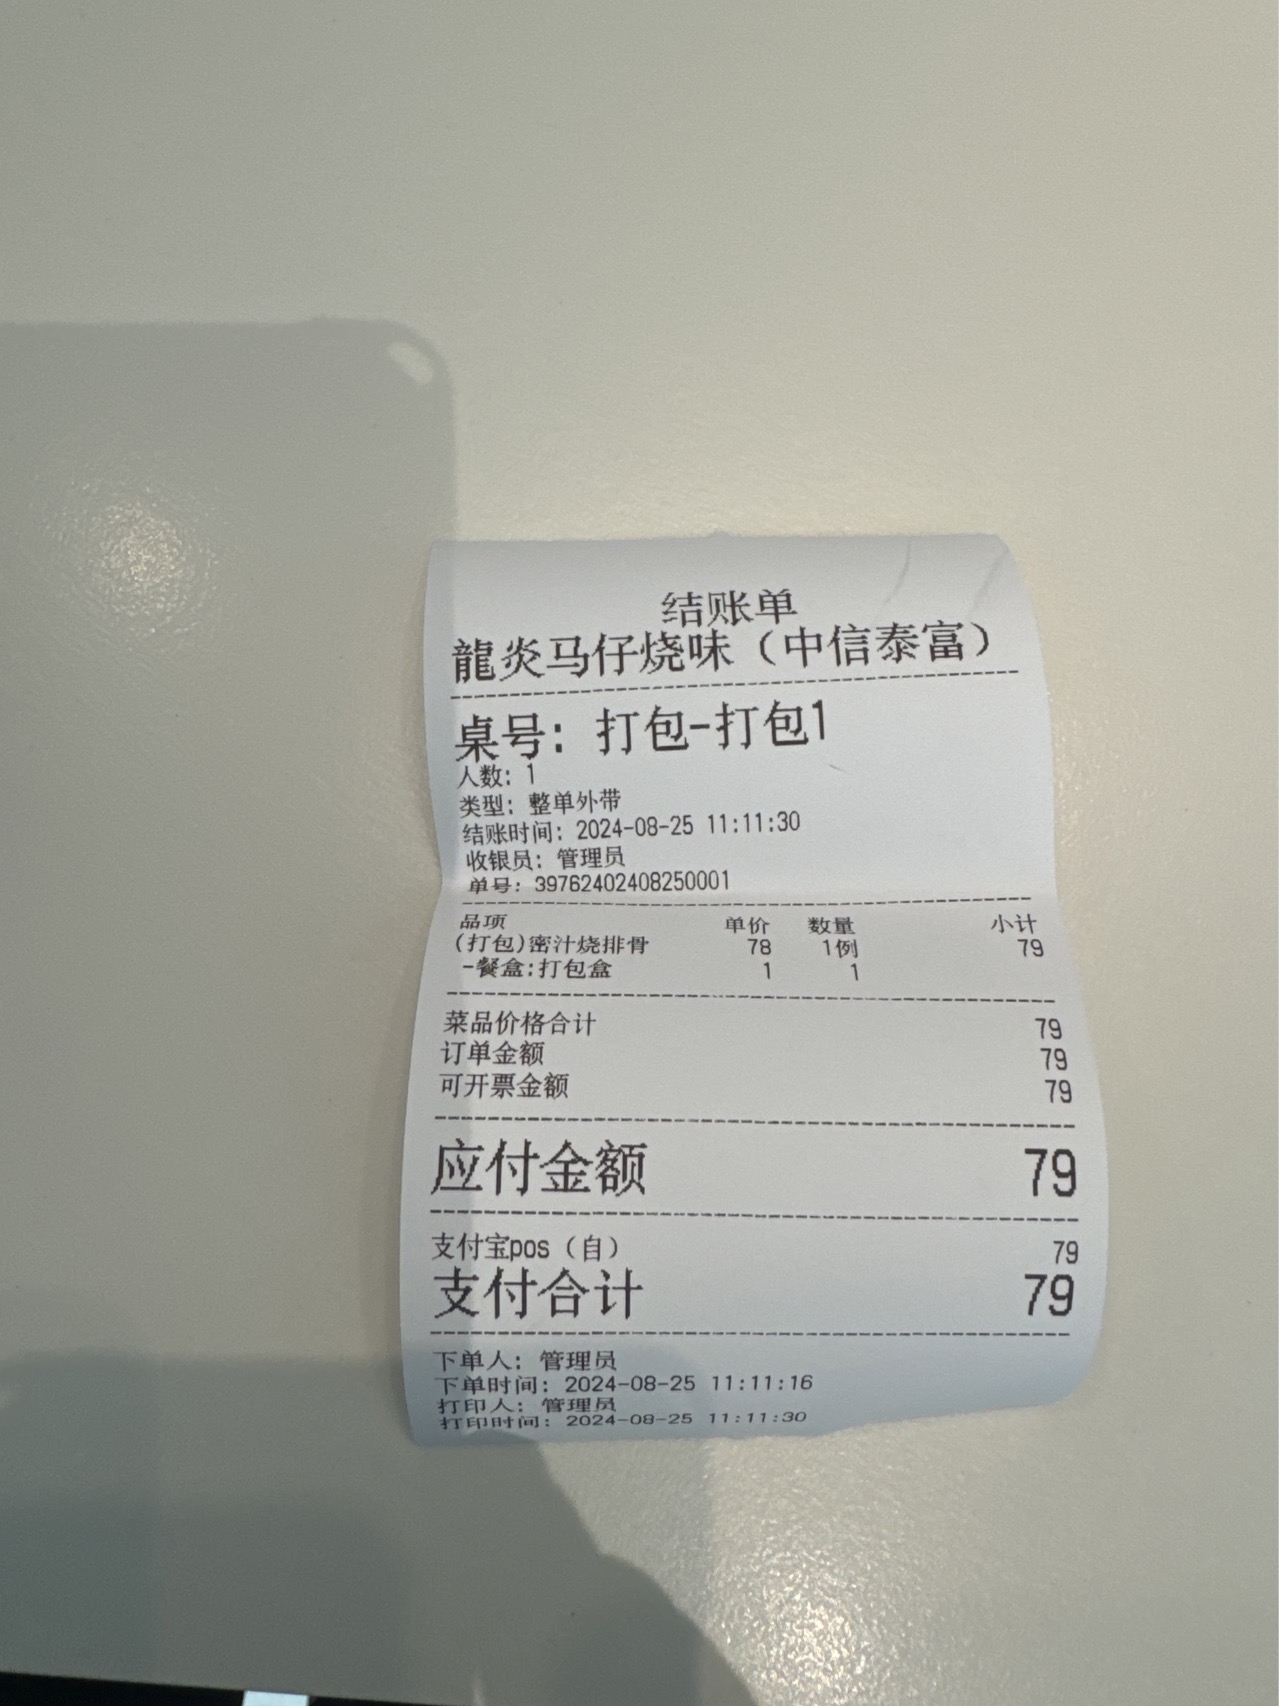 结账单
龍炎马仔烧味（中信泰富）
桌号：打包-打包1
人数：1
类型：整单外带
结账时间：2024-08-25 11:11:30
收银员：管理员
单号：39762402408250001
品项 单价 数量 小计
(打包)密汁烧排骨 78 1例 79
-餐盒:打包盒 1 1
菜品价格合计 79
订单金额 79
可开票金额 79
应付金额 79
支付宝pos（自） 79
支付合计 79
下单人：管理员
下单时间：2024-08-25 11:11:16
打印人：管理员
打印时间：2024-08-25 11:11:30